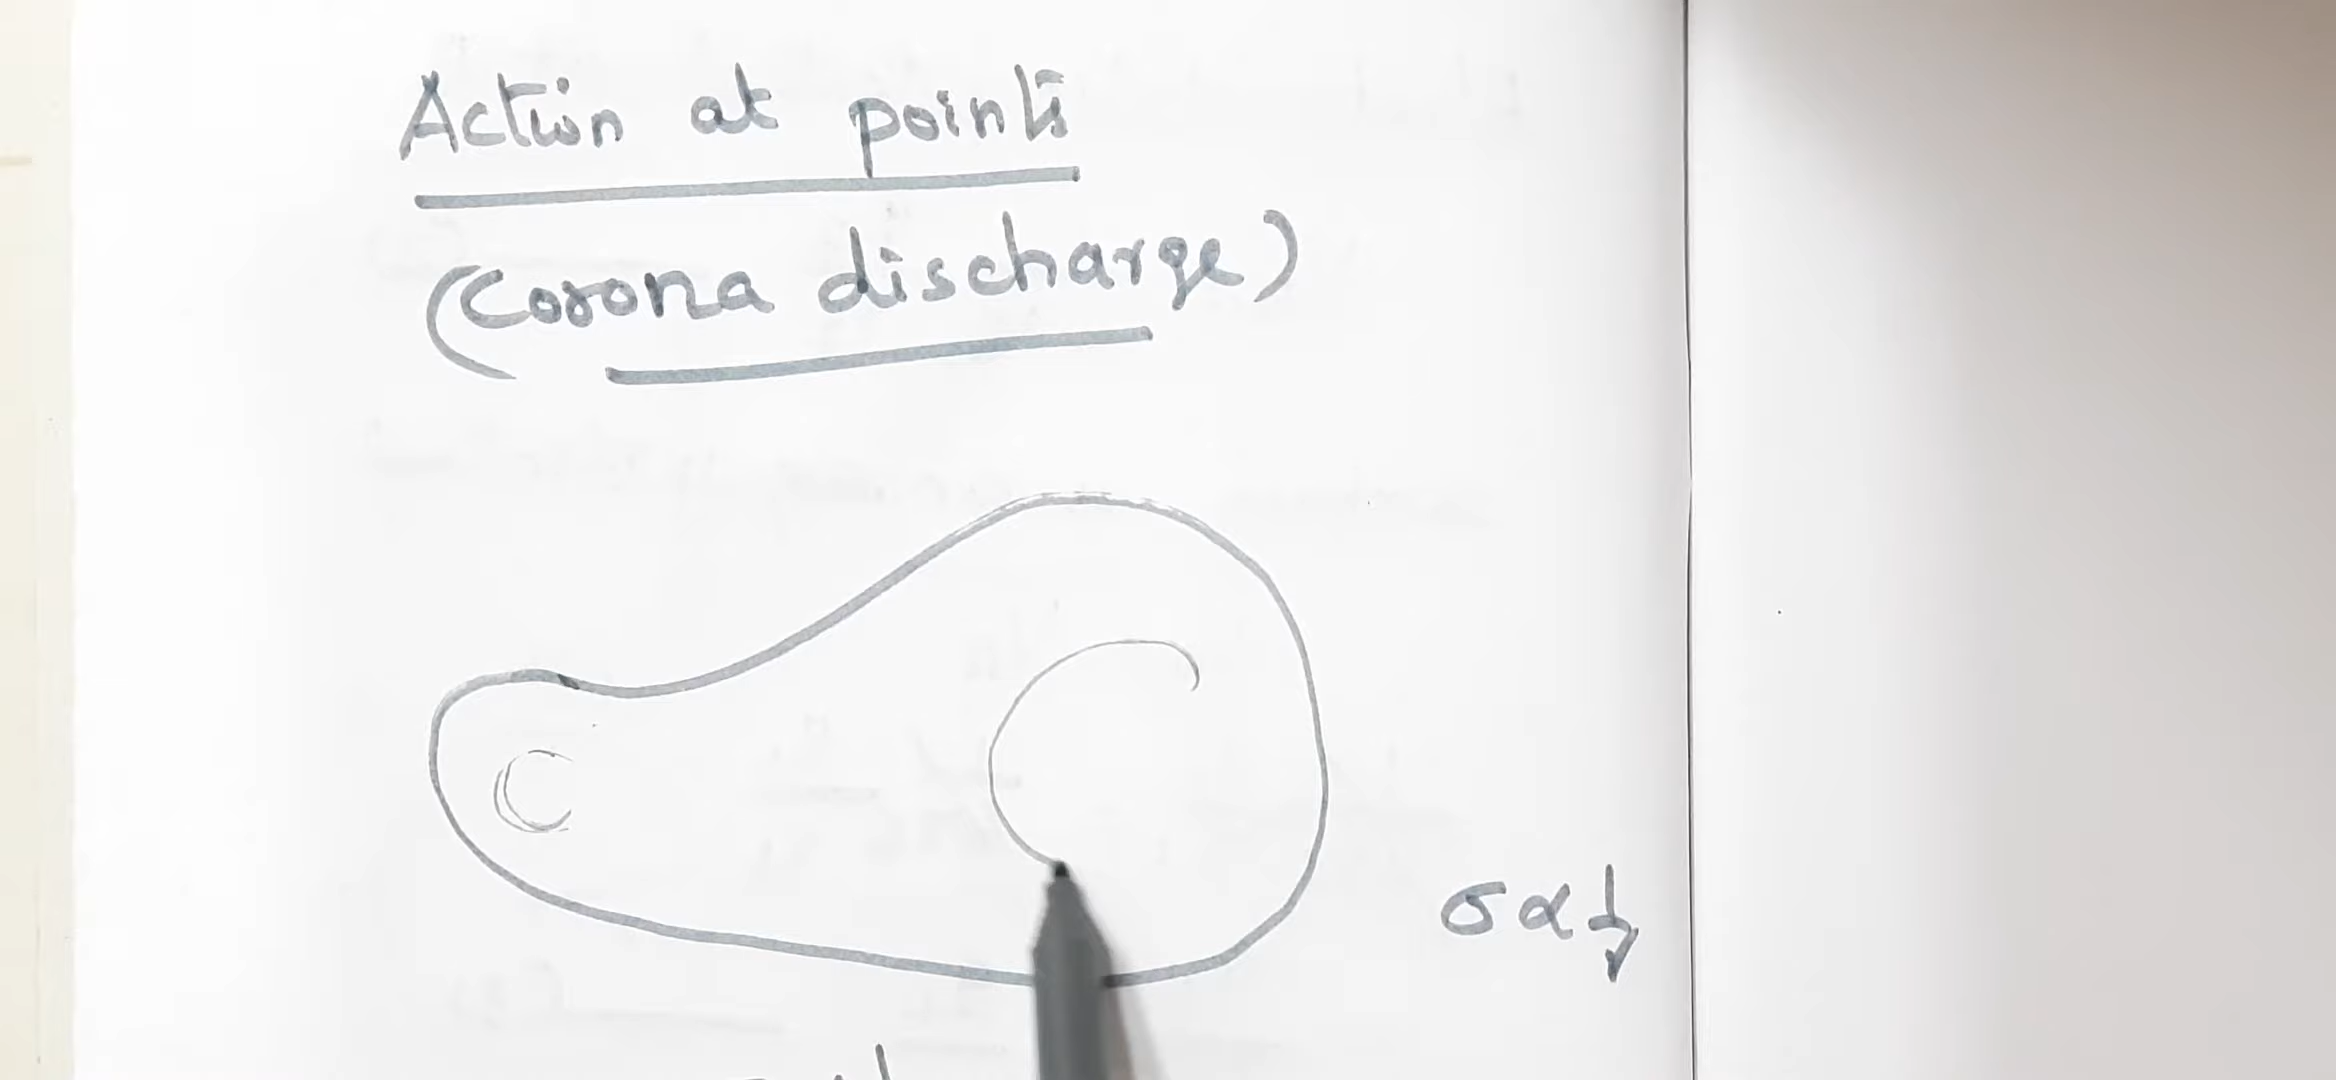 Action at points
(Corona discharge)
σ α 1/r